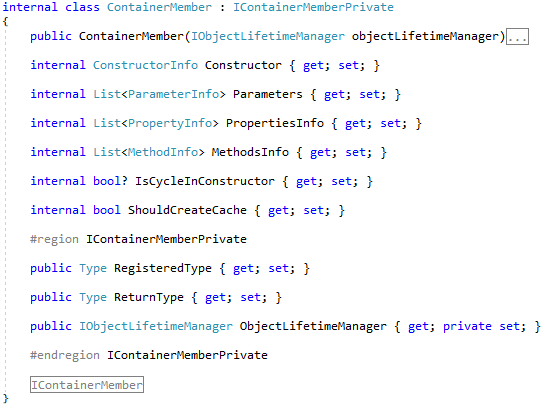 internal class ContainerMember : IContainerMemberPrivate
{
public ContainerMember(IObjectLifetimeManager objectLifetimeManager)...
internal ConstructorInfo Constructor { get; set; }
internal List<ParameterInfo> Parameters { get; set; }
internal List<PropertyInfo> PropertiesInfo { get; set; }
internal List<MethodInfo> MethodsInfo { get; set; }
internal bool? IsCycleInConstructor { get; set; }
internal bool ShouldCreateCache { get; set; }
#region IContainerMemberPrivate
public Type RegisteredType { get; set; }
public Type ReturnType { get; set; }
public IObjectLifetimeManager ObjectLifetimeManager { get; private set; }
#endregion IContainerMemberPrivate
IContainerMember
}